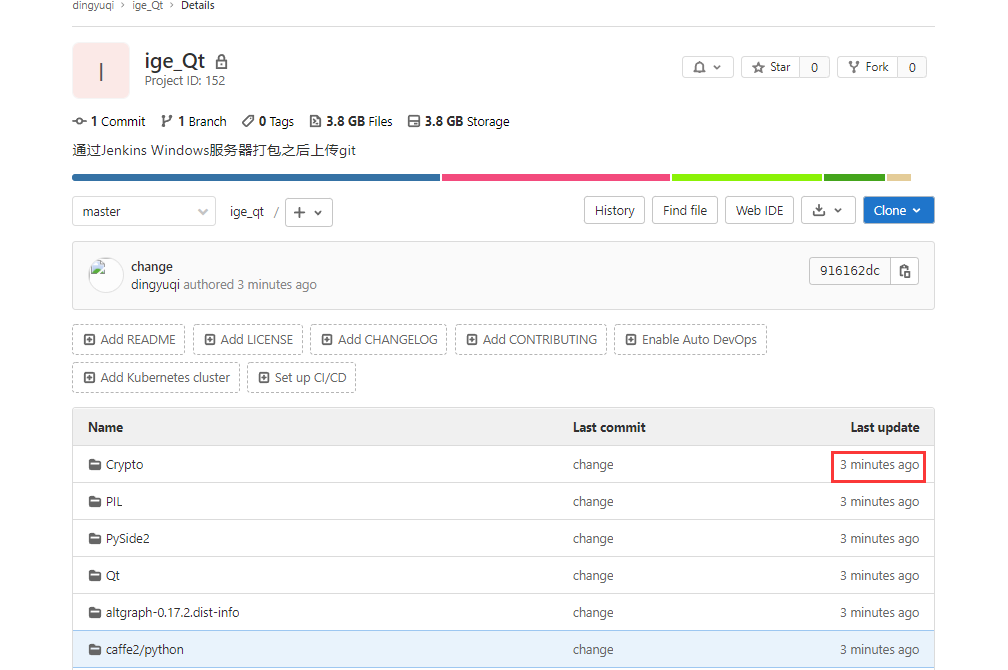 dingyuqi › ige_Qt › Details
I
ige_Qt
Project ID: 152
Star 0 Fork 0
1 Commit 1 Branch 0 Tags 3.8 GB Files 3.8 GB Storage
通过Jenkins Windows服务器打包之后上传git
master ige_qt / + History Find file Web IDE Clone
change
dingyuqi authored 3 minutes ago
916162dc
Add README Add LICENSE Add CHANGELOG Add CONTRIBUTING Enable Auto DevOps
Add Kubernetes cluster Set up CI/CD
Name Last commit Last update
Crypto change 3 minutes ago
PIL change 3 minutes ago
PySide2 change 3 minutes ago
Qt change 3 minutes ago
altgraph-0.17.2.dist-info change 3 minutes ago
caffe2/python change 3 minutes ago